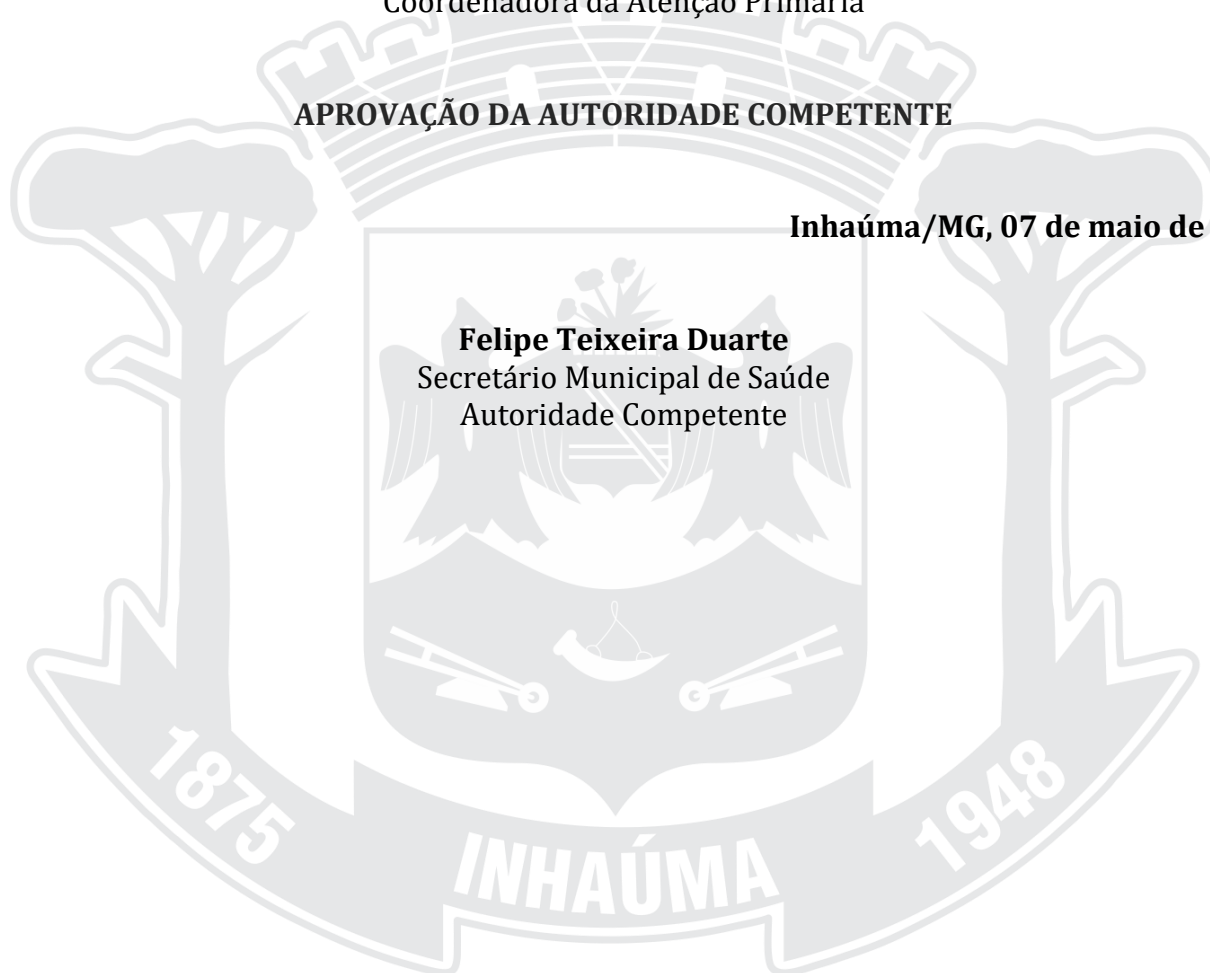 Coordenadora da Atenção Primária
APROVAÇÃO DA AUTORIDADE COMPETENTE
Inhaúma/MG, 07 de maio de
Felipe Teixeira Duarte
Secretário Municipal de Saúde
Autoridade Competente
1875
INHAÚMA
1948